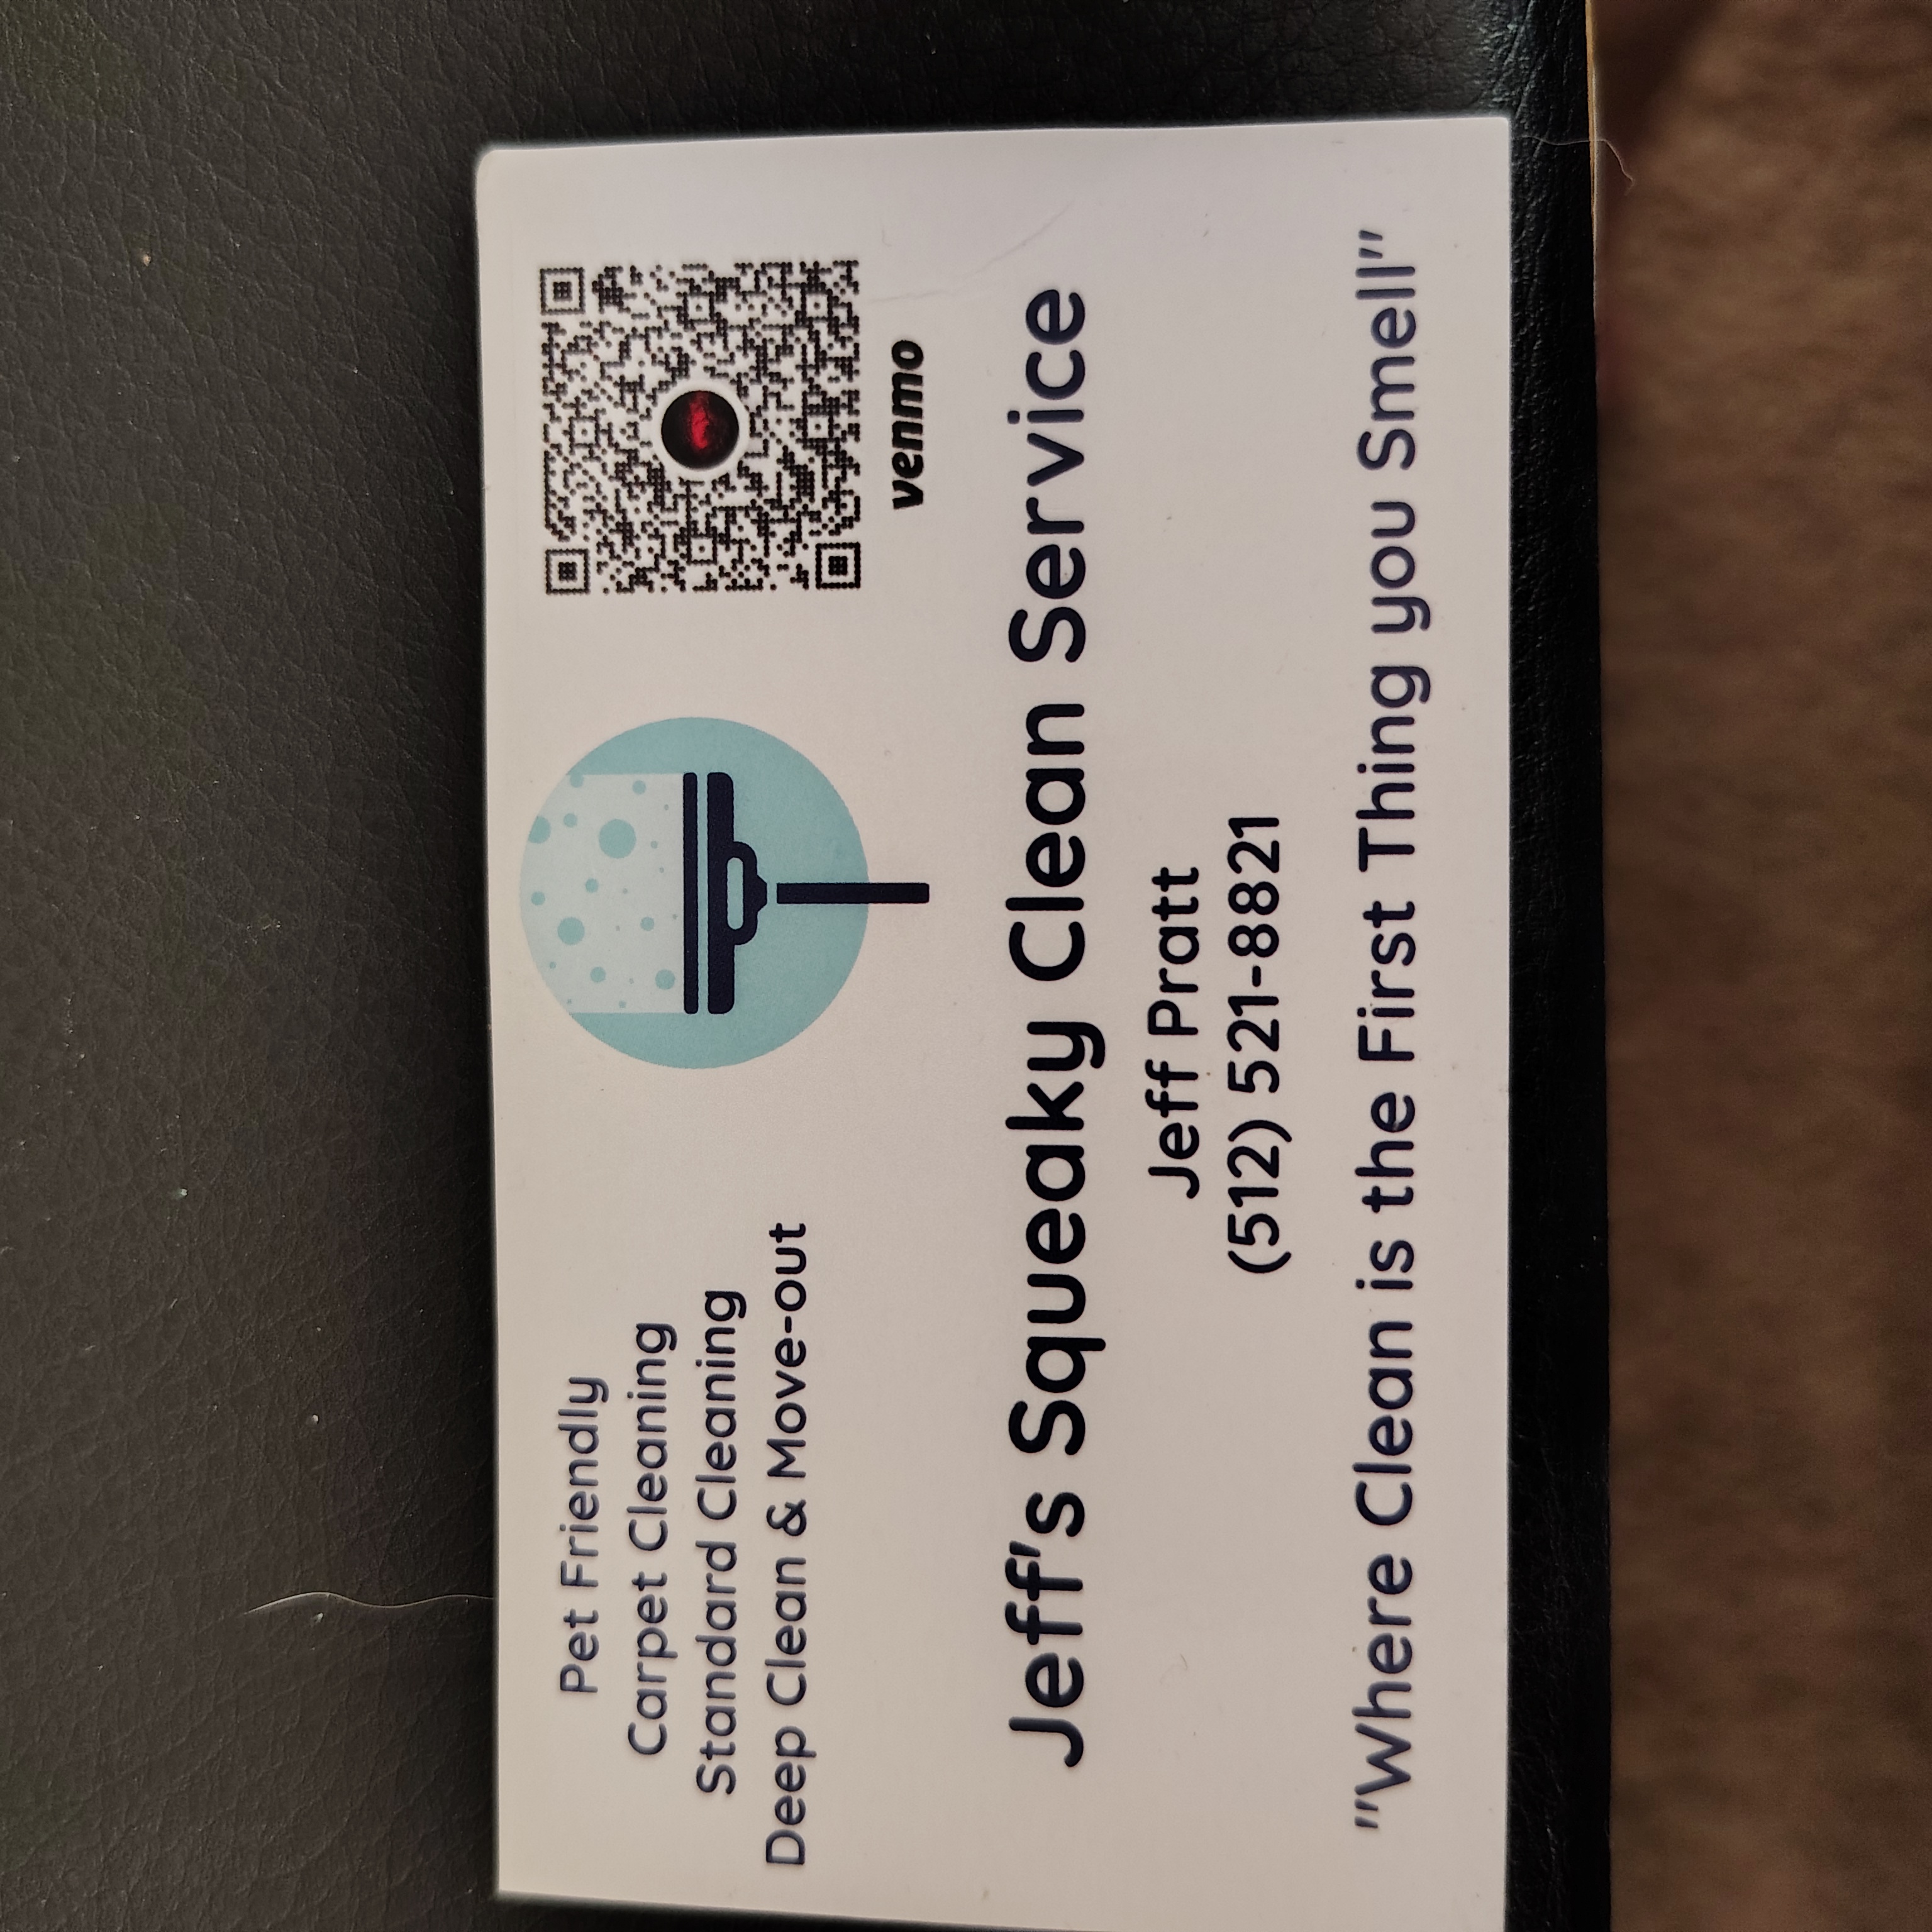 Pet Friendly
Carpet Cleaning
Standard Cleaning
Deep Clean & Move-out
venmo
Jeff's Squeaky Clean Service
Jeff Pratt
(512) 521-8821
"Where Clean is the First Thing you Smell"